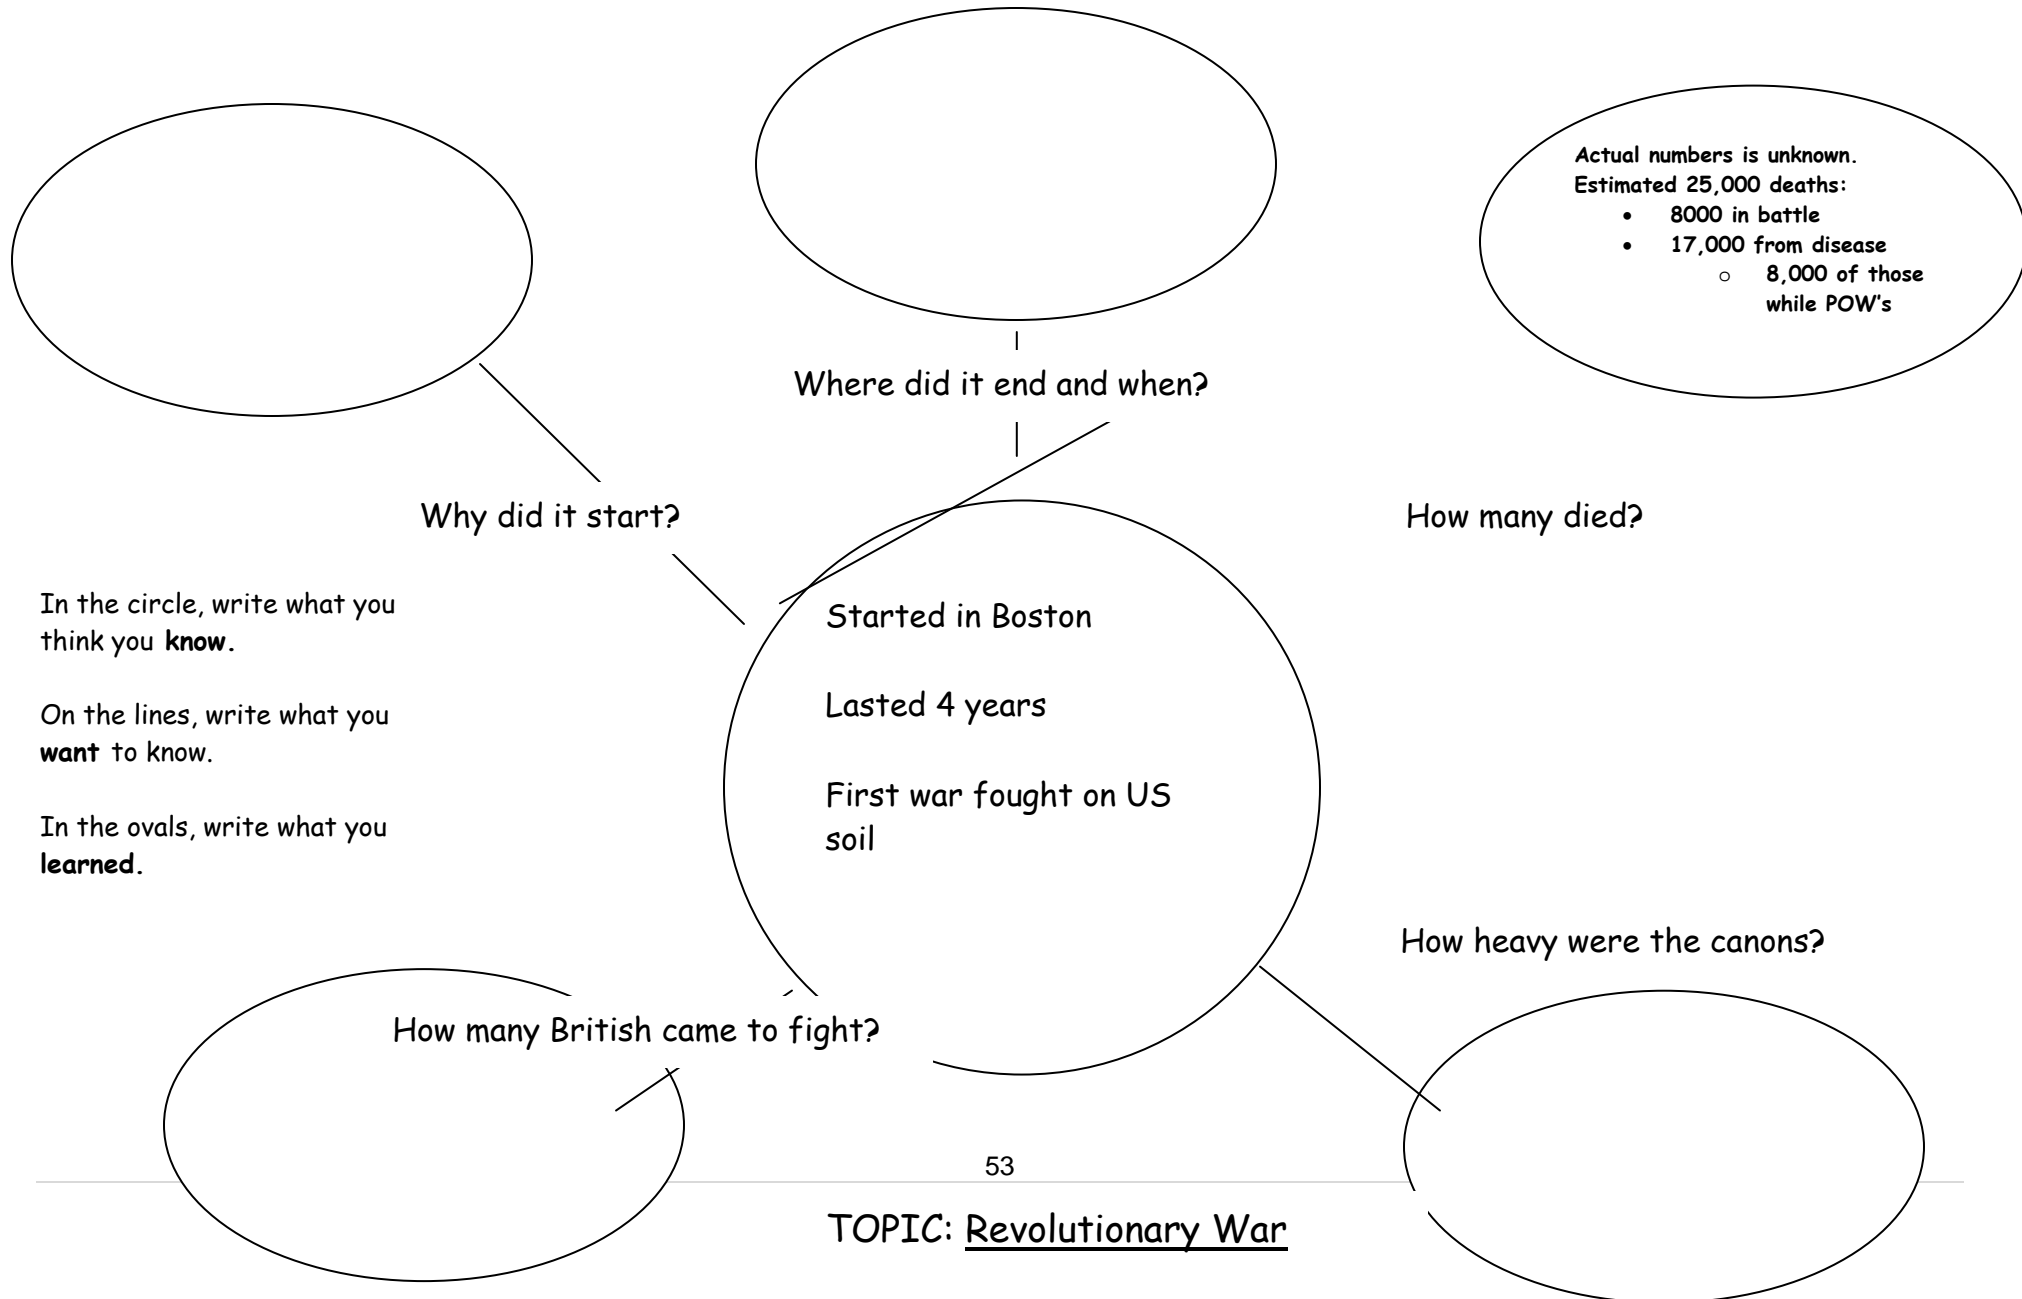 Actual numbers is unknown.
Estimated 25,000 deaths:
• 8000 in battle
• 17,000 from disease
o 8,000 of those
while POW's
Where did it end and when?
Why did it start?
How many died?
In the circle, write what you
think you know.
On the lines, write what you
want to know.
In the ovals, write what you
learned.
Started in Boston
Lasted 4 years
First war fought on US
soil
How heavy were the canons?
How many British came to fight?
53
TOPIC: Revolutionary War